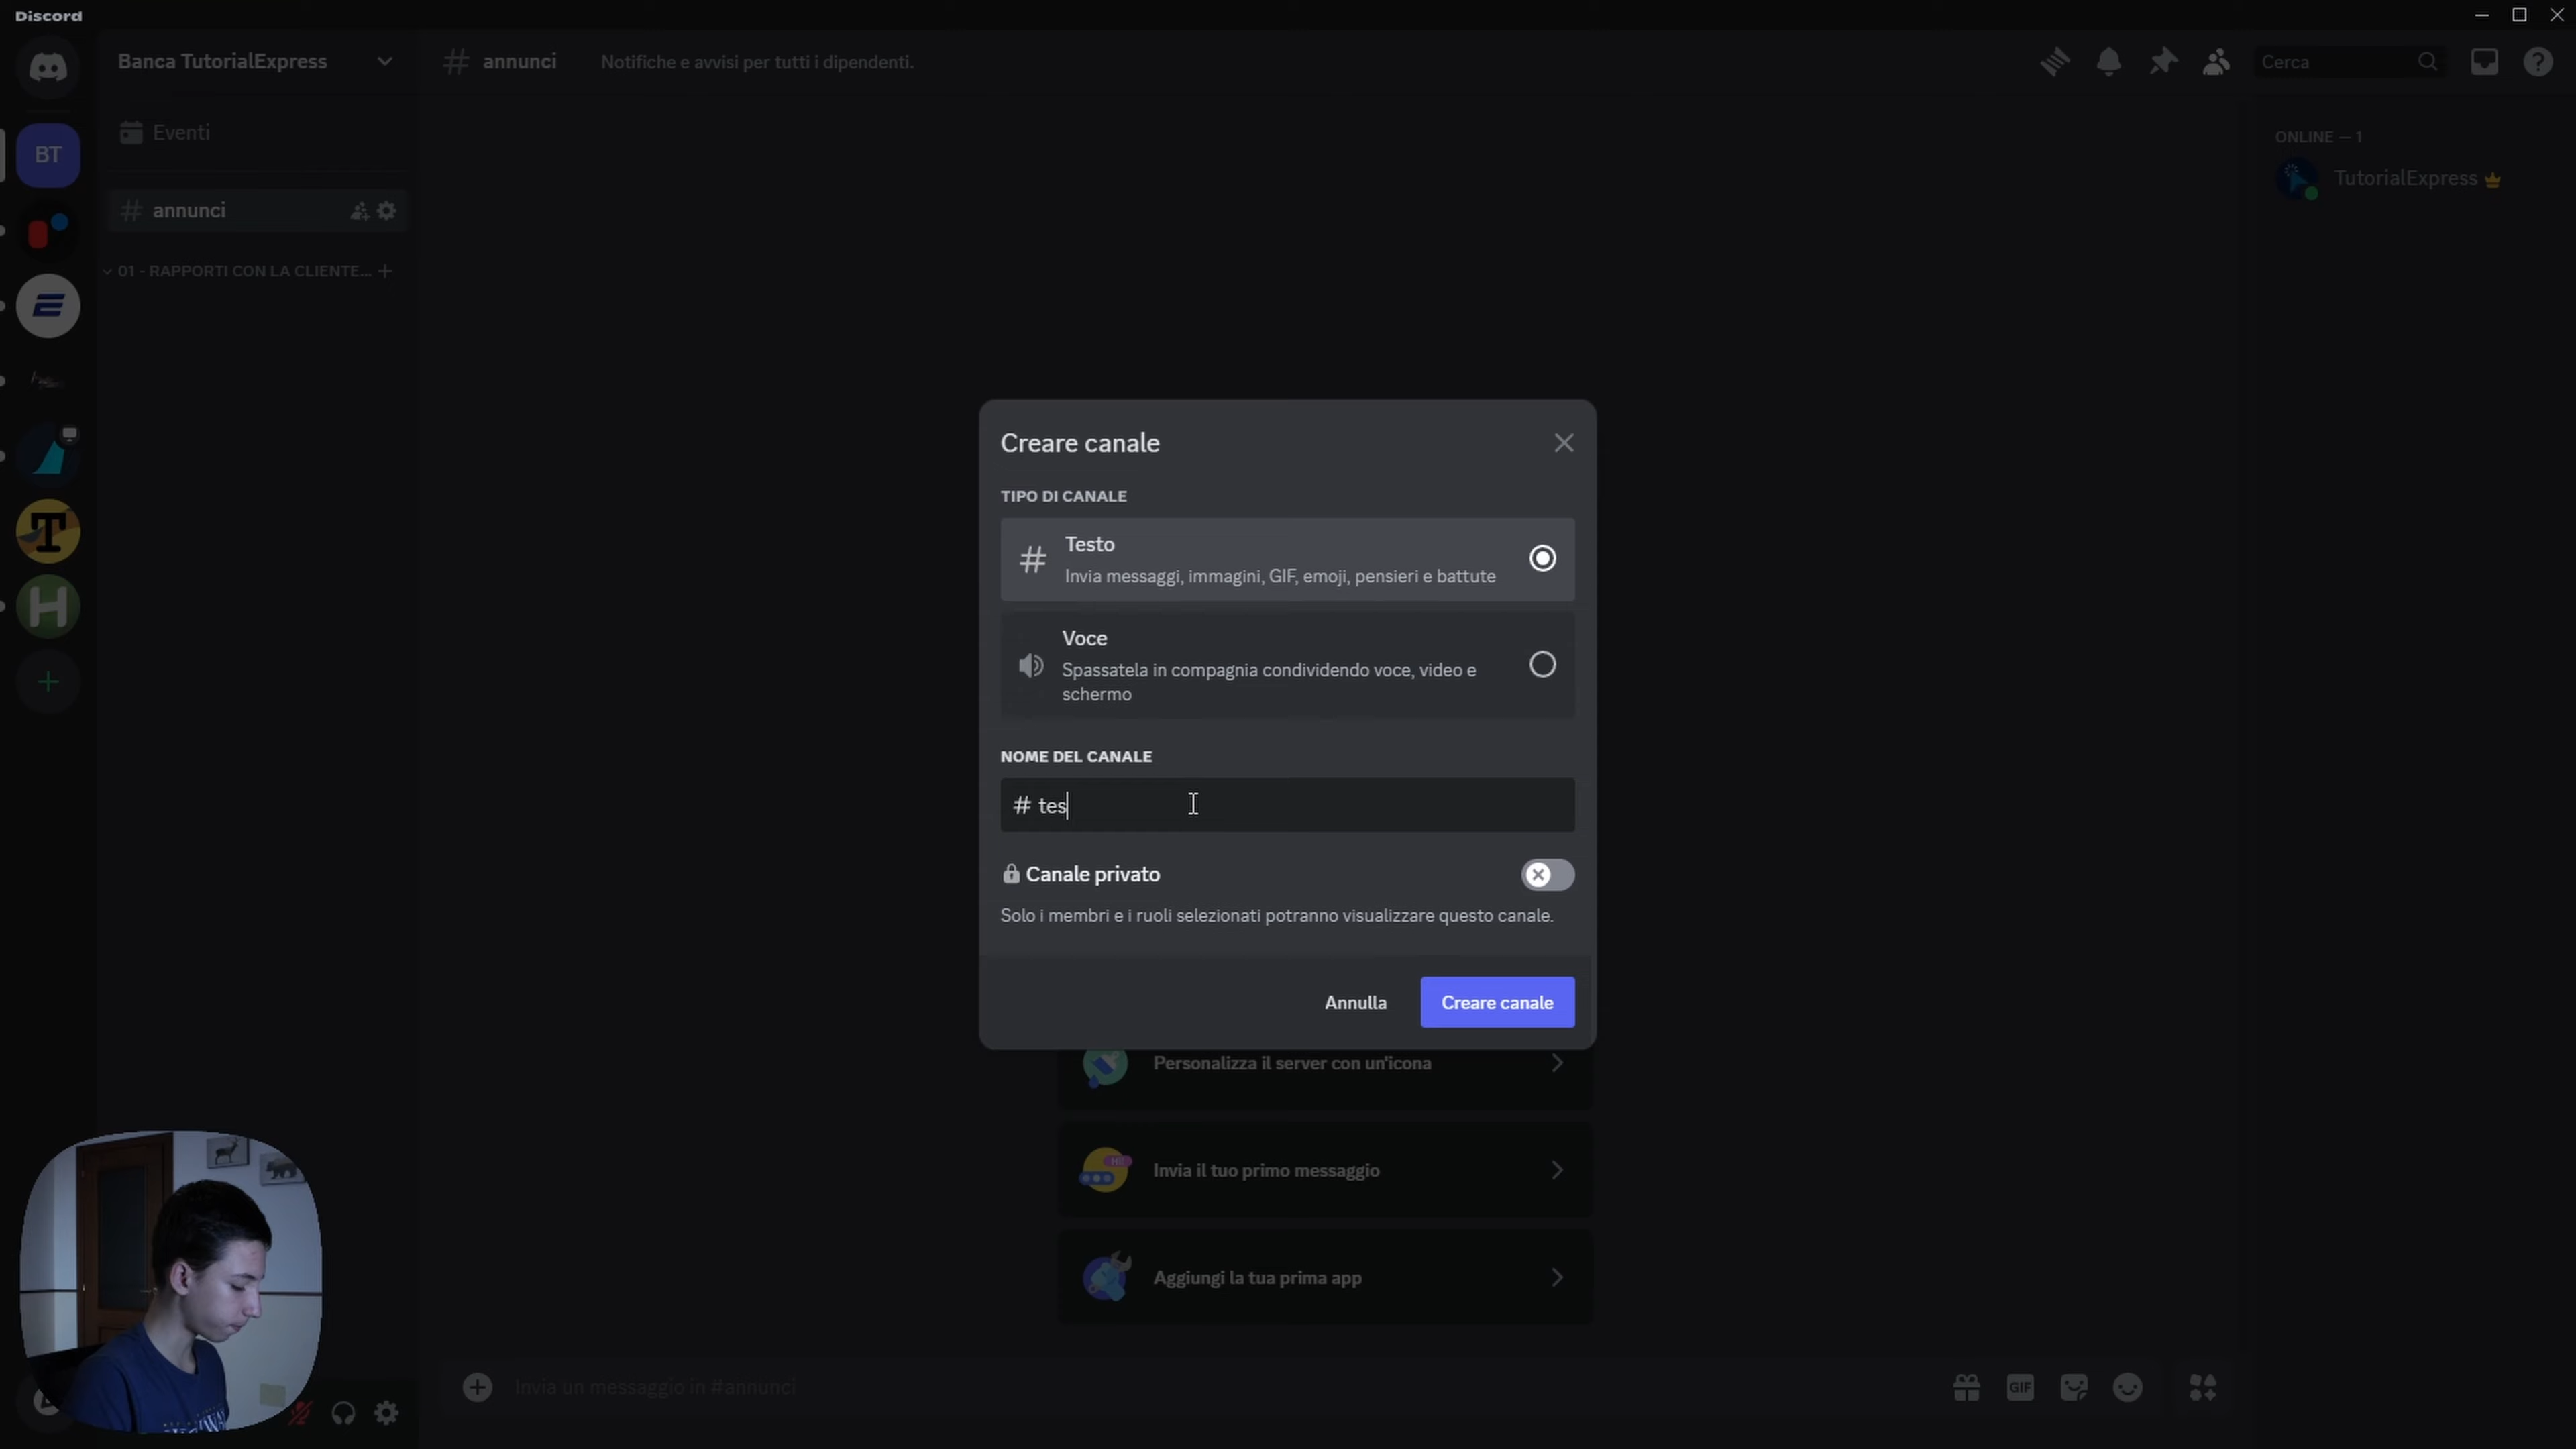 Discord
Banca TutorialExpress
# annunci
Notifiche e avvisi per tutti i dipendenti.
Cerca
Eventi
BT
# annunci
01 - RAPPORTI CON LA CLIENTE...
ONLINE — 1
TutorialExpress
Creare canale
TIPO DI CANALE
Testo
Invia messaggi, immagini, GIF, emoji, pensieri e battute
Voce
Spassatela in compagnia condividendo voce, video e
schermo
NOME DEL CANALE
# tes
Canale privato
Solo i membri e i ruoli selezionati potranno visualizzare questo canale.
Annulla
Creare canale
Personalizza il server con un'icona
Invia il tuo primo messaggio
Aggiungi la tua prima app
Invia un messaggio in #annunci
GIF
T
H